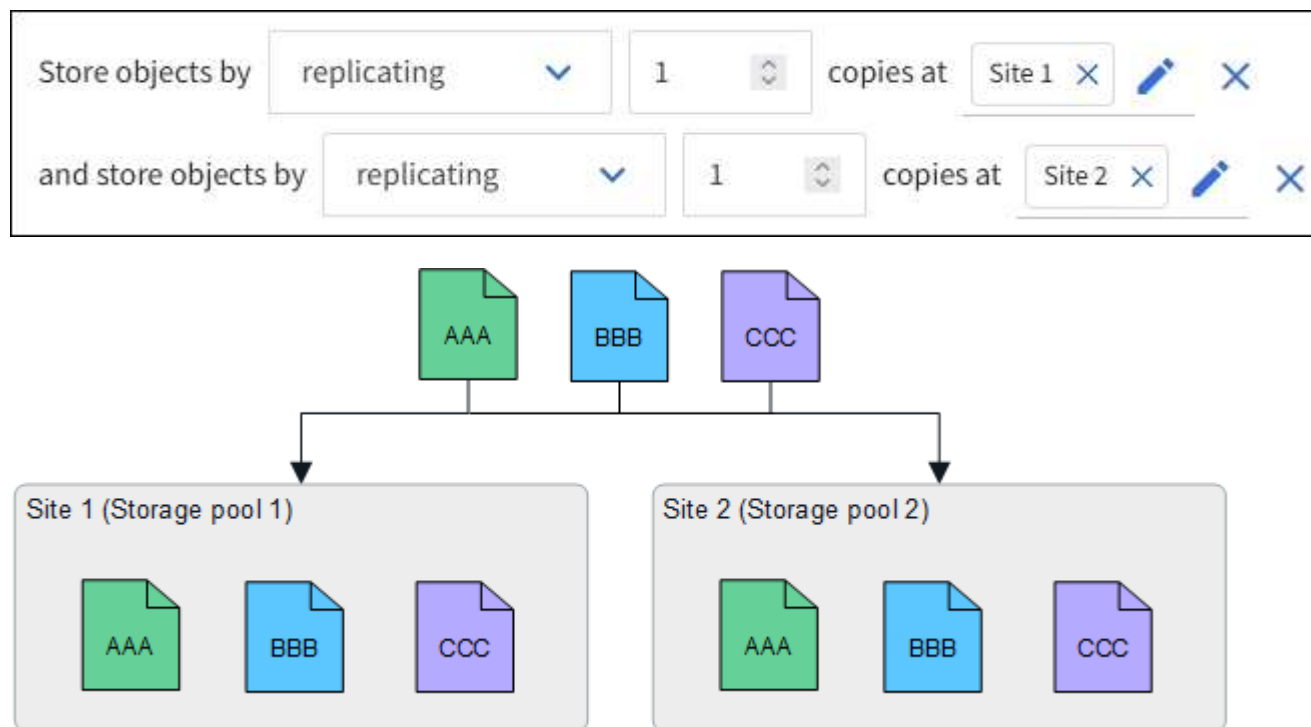 Store objects by replicating 1 copies at Site 1
and store objects by replicating 1 copies at Site 2
AAA BBB CCC
Site 1 (Storage pool 1) Site 2 (Storage pool 2)
AAA BBB CCC AAA BBB CCC